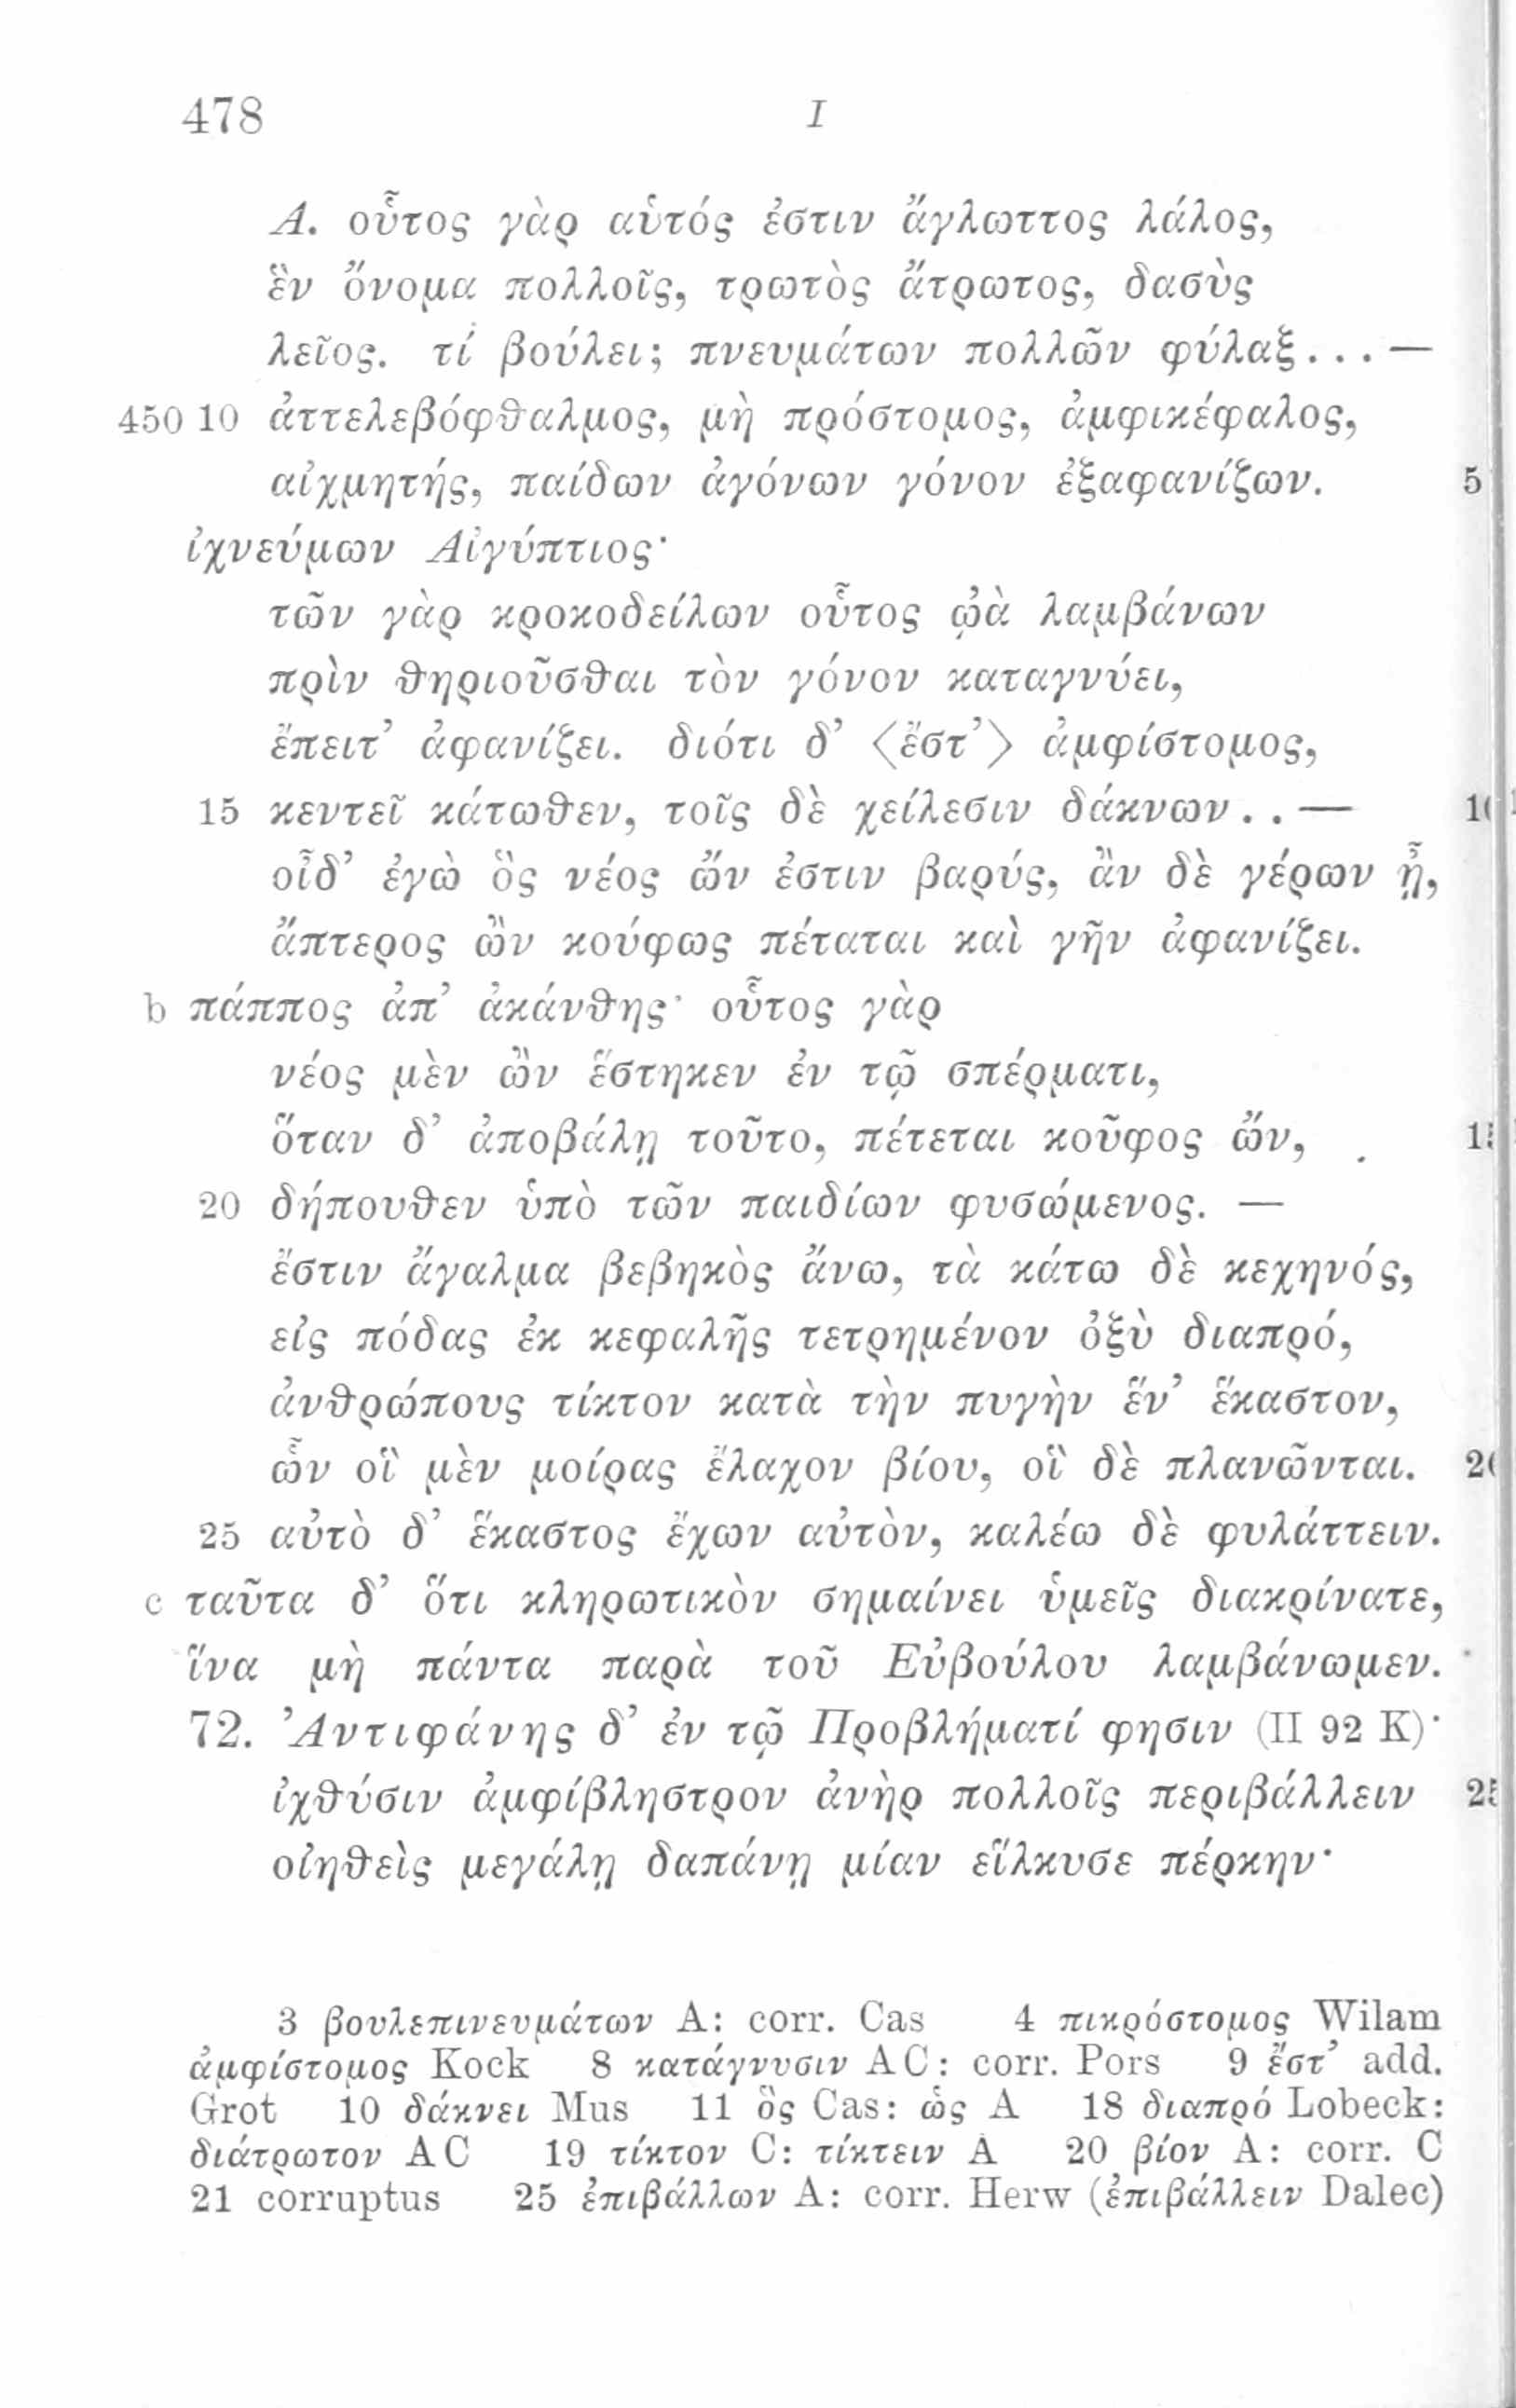 478 I
Α. οὗτος γὰρ αὑτός ἐστιν ἄγλωττος λάλος,
ἓν ὄνομα πολλοῖς, τρωτὸς ἄτρωτος, δασὺς
λεῖος. τί βούλει; πνευμάτων πολλῶν φύλαξ... —
450 10 ἀττελεβόφθαλμος, μὴ πρόστομος, ἀμφικέφαλος,
αἰχμητής, παίδων ἀγόνων γόνον ἐξαφανίζων. 5
ἰχνεύμων Αἰγύπτιος·
τῶν γὰρ κροκοδείλων οὗτος ᾠὰ λαμβάνων
πρὶν θηριοῦσθαι τὸν γόνον καταγνύει,
ἔπειτ’ ἀφανίζει. διότι δ’ ⟨ἔστ’⟩ ἀμφίστομος,
15 κεντεῖ κάτωθεν, τοῖς δὲ χείλεσιν δάκνων.. — 10
οἶδ’ ἐγὼ ὃς νέος ὤν ἐστιν βαρύς, ἂν δὲ γέρων ᾖ,
ἄπτερος ὢν κούφως πέταται καὶ γῆν ἀφανίζει.
b πάππος ἀπ’ ἀκάνθης· οὗτος γὰρ
νέος μὲν ὢν ἕστηκεν ἐν τῷ σπέρματι,
ὅταν δ’ ἀποβάλῃ τοῦτο, πέτεται κοῦφος ὤν, 15
20 δήπουθεν ὑπὸ τῶν παιδίων φυσώμενος. —
ἔστιν ἄγαλμα βεβηκὸς ἄνω, τὰ κάτω δὲ κεχηνός,
εἰς πόδας ἐκ κεφαλῆς τετρημένον ὀξὺ διαπρό,
ἀνθρώπους τίκτον κατὰ τὴν πυγὴν ἕν’ ἕκαστον,
ὧν οἳ μὲν μοίρας ἔλαχον βίου, οἳ δὲ πλανῶνται. 20
25 αὐτὸ δ’ ἕκαστος ἔχων αὐτὸν, καλέω δὲ φυλάττειν.
c ταῦτα δ’ ὅτι κληρωτικὸν σημαίνει ὑμεῖς διακρίνατε,
ἵνα μὴ πάντα παρὰ τοῦ Εὐβούλου λαμβάνωμεν.
72. Ἀντιφάνης δ’ ἐν τῷ Προβλήματί φησιν (II 92 K)·
ἰχθύσιν ἀμφίβληστρον ἀνὴρ πολλοῖς περιβάλλειν 25
οἰηθεὶς μεγάλῃ δαπάνῃ μίαν εἵλκυσε πέρκην·
3 βουλεπινευμάτων A: corr. Cas 4 πικρόστομος Wilam
ἀμφίστομος Kock 8 κατάγνυσιν AC: corr. Pors 9 ἔστ’ add.
Grot 10 δάκνει Mus 11 ὃς Cas: ὡς A 18 διαπρό Lobeck:
διάτρωτον AC 19 τίκτον C: τίκτειν A 20 βίον A: corr. C
21 corruptus 25 ἐπιβάλλων A: corr. Herw (ἐπιβάλλειν Dalec)